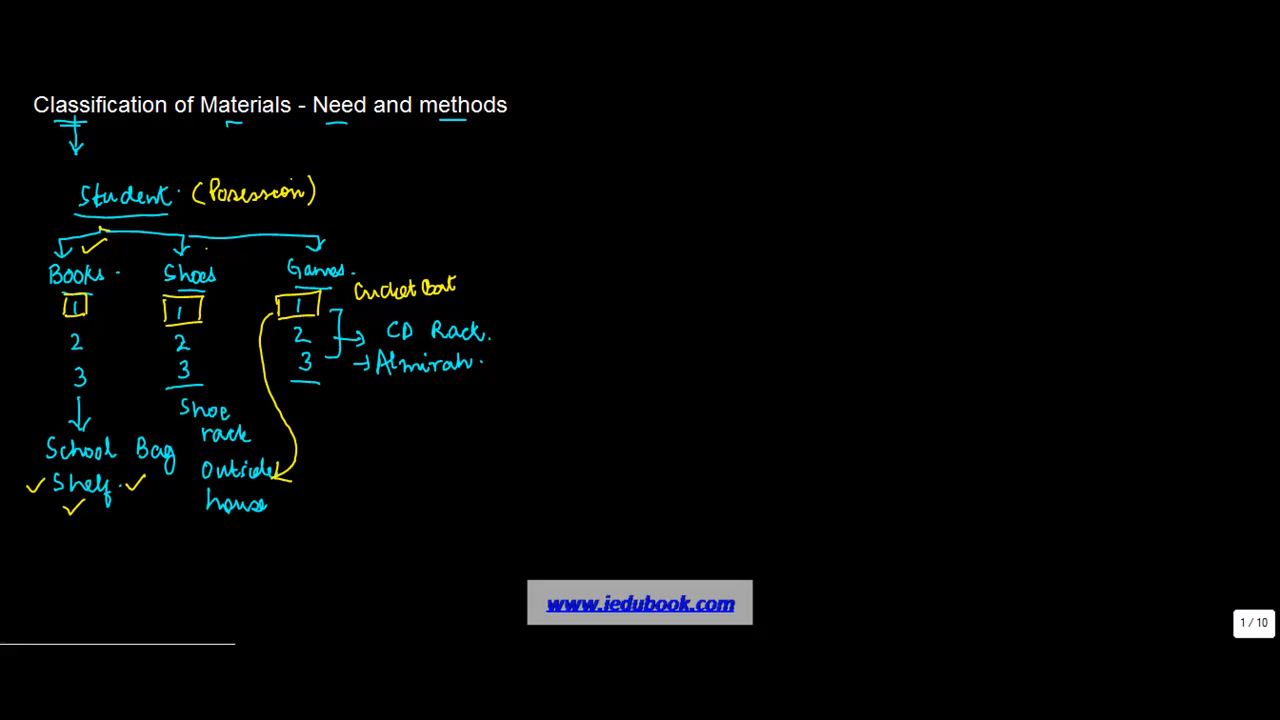 Classification of Materials - Need and methods
Student. (Posession)
Books. Shoes Games.
1 1 1 Cricket bat
2 2 2 CD Rack.
3 3 3 Almirah.
School Bag Shoe rack
Shelf. Outside house
www.iedubook.com
1 / 10